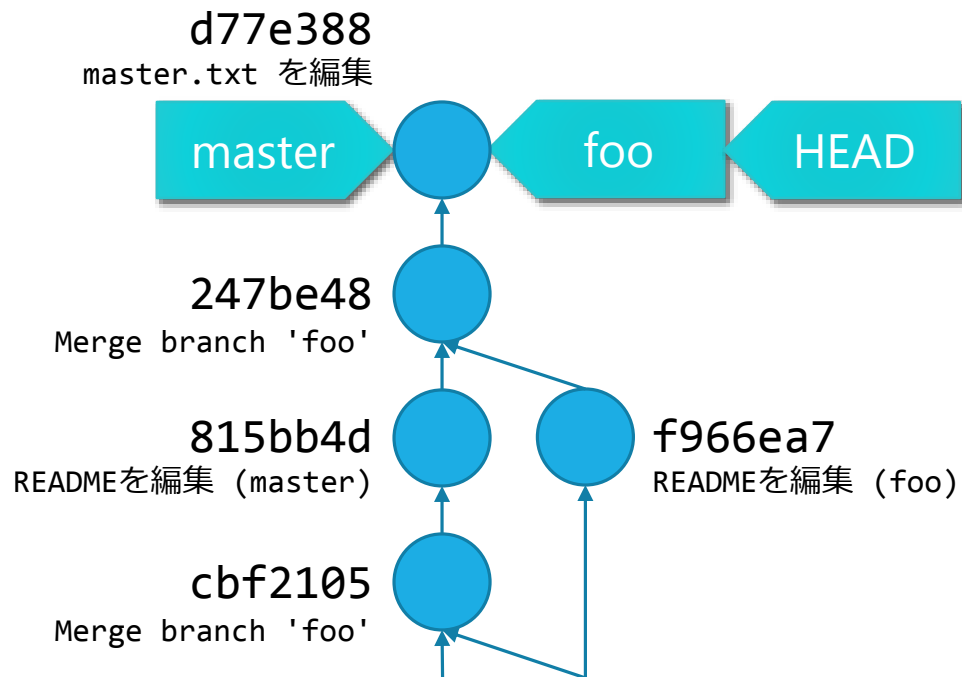 d77e388
master.txt を編集
master
foo
HEAD
247be48
Merge branch 'foo'
815bb4d
READMEを編集 (master)
f966ea7
READMEを編集 (foo)
cbf2105
Merge branch 'foo'